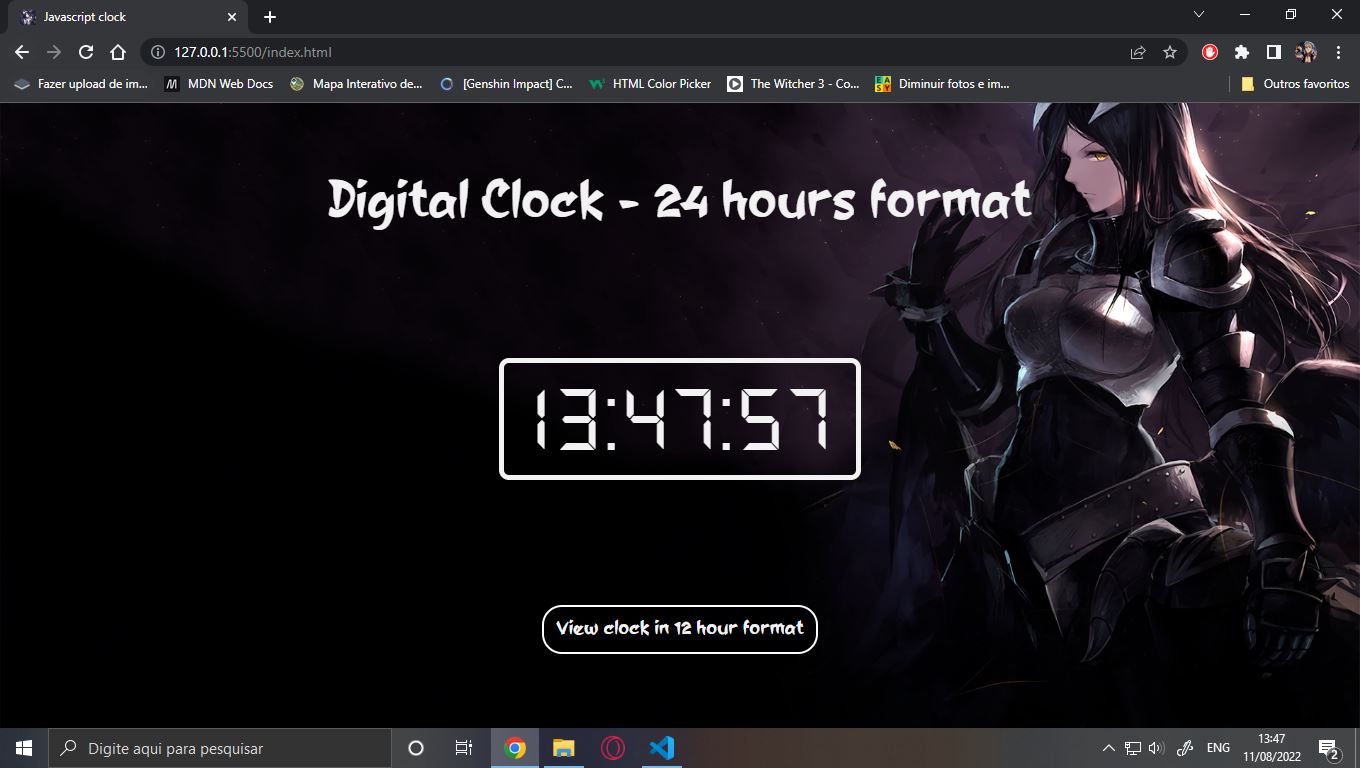 Javascript clock
127.0.0.1:5500/index.html
Fazer upload de im... MDN Web Docs Mapa Interativo de... [Genshin Impact] C... HTML Color Picker The Witcher 3 - Co... EASY Diminuir fotos e im... Outros favoritos
Digital Clock - 24 hours format
13:47:57
View clock in 12 hour format
Digite aqui para pesquisar
ENG
13:47
11/08/2022
2